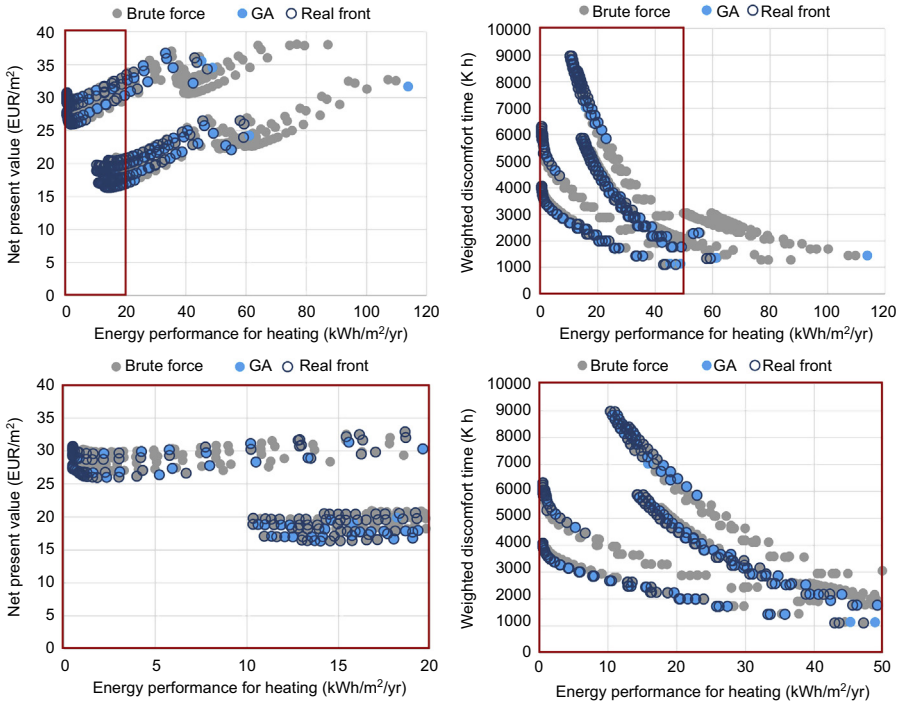 Brute force GA Real front
Net present value (EUR/m²)
40
35
30
25
20
15
10
5
0
0 20 40 60 80 100 120
Energy performance for heating (kWh/m²/yr)
Brute force GA Real front
Weighted discomfort time (K h)
10000
9000
8000
7000
6000
5000
4000
3000
2000
1000
0
0 20 40 60 80 100 120
Energy performance for heating (kWh/m²/yr)
Brute force GA Real front
Net present value (EUR/m²)
40
35
30
25
20
15
10
5
0
0 5 10 15 20
Energy performance for heating (kWh/m²/yr)
Brute force GA Real front
Weighted discomfort time (K h)
10000
9000
8000
7000
6000
5000
4000
3000
2000
1000
0
0 10 20 30 40 50
Energy performance for heating (kWh/m²/yr)